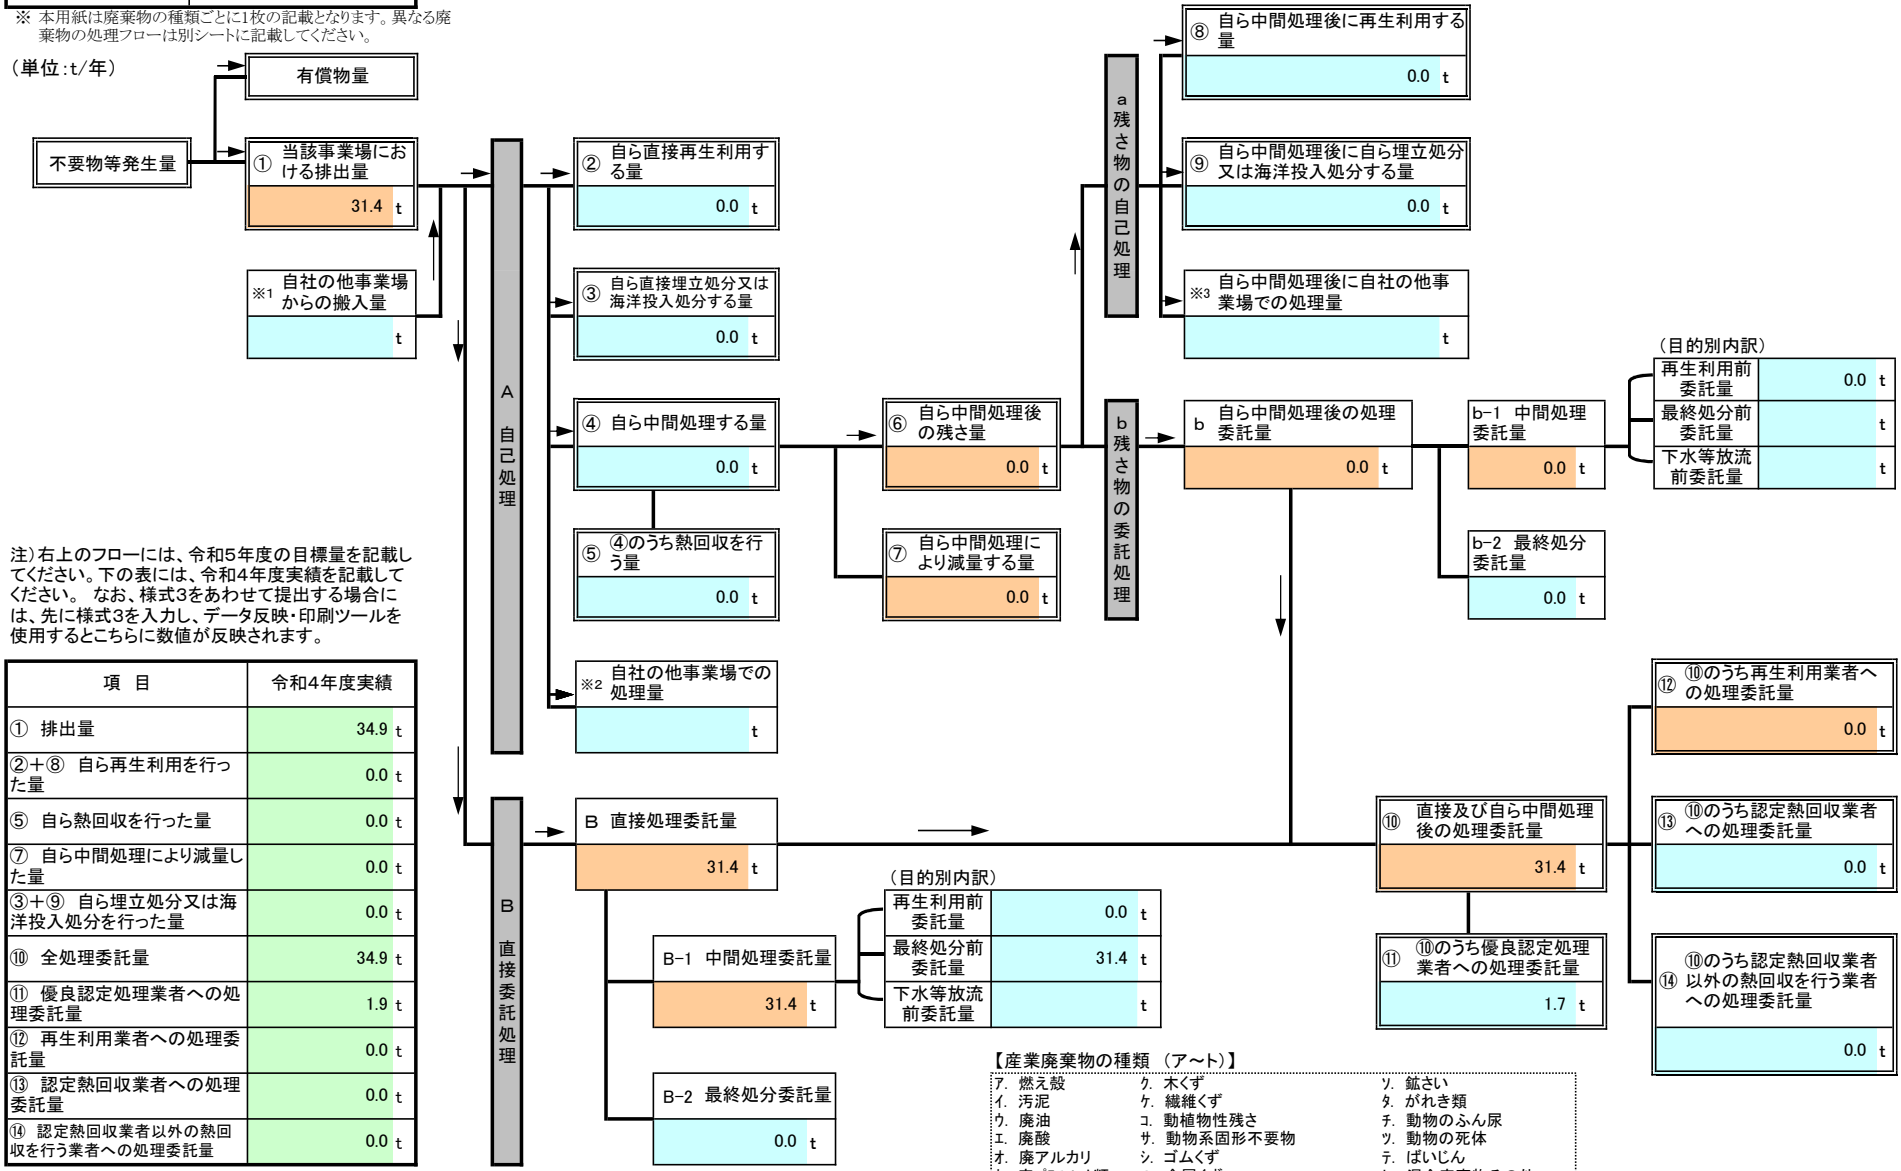 ※ 本用紙は廃棄物の種類ごとに1枚の記載となります。異なる廃
棄物の処理フローは別シートに記載してください。
(単位:t/年)
有償物量
不要物等発生量
① 当該事業場にお
ける排出量
31.4 t
※1 自社の他事業場
からの搬入量
t
A 自己処理
② 自ら直接再生利用す
る量
0.0 t
③ 自ら直接埋立処分又は
海洋投入処分する量
0.0 t
④ 自ら中間処理する量
0.0 t
⑤ ④のうち熱回収を行
う量
0.0 t
※2 自社の他事業場での
処理量
t
⑥ 自ら中間処理後
の残さ量
0.0 t
⑦ 自ら中間処理に
より減量する量
0.0 t
a残さ物の自己処理
⑧ 自ら中間処理後に再生利用する
量
0.0 t
⑨ 自ら中間処理後に自ら埋立処分
又は海洋投入処分する量
0.0 t
※3 自ら中間処理後に自社の他事
業場での処理量
t
b残さ物の委託処理
b 自ら中間処理後の処理
委託量
0.0 t
b-1 中間処理
委託量
0.0 t
(目的別内訳)
再生利用前
委託量
0.0 t
最終処分前
委託量
t
下水等放流
前委託量
t
b-2 最終処分
委託量
0.0 t
注)右上のフローには、令和5年度の目標量を記載し
てください。下の表には、令和4年度実績を記載して
ください。 なお、様式3をあわせて提出する場合に
は、先に様式3を入力し、データ反映・印刷ツールを
使用するとこちらに数値が反映されます。
項 目 令和4年度実績
① 排出量 34.9 t
②+⑧ 自ら再生利用を行っ
た量 0.0 t
⑤ 自ら熱回収を行った量 0.0 t
⑦ 自ら中間処理により減量し
た量 0.0 t
③+⑨ 自ら埋立処分又は海
洋投入処分を行った量 0.0 t
⑩ 全処理委託量 34.9 t
⑪ 優良認定処理業者への処
理委託量 1.9 t
⑫ 再生利用業者への処理委
託量 0.0 t
⑬ 認定熱回収業者への処理
委託量 0.0 t
⑭ 認定熱回収業者以外の熱回
収を行う業者への処理委託量 0.0 t
B 直接委託処理
B 直接処理委託量
31.4 t
B-1 中間処理委託量
31.4 t
(目的別内訳)
再生利用前
委託量
0.0 t
最終処分前
委託量
31.4 t
下水等放流
前委託量
t
B-2 最終処分委託量
0.0 t
⑩ 直接及び自ら中間処理
後の処理委託量
31.4 t
⑪ ⑩のうち優良認定処理
業者への処理委託量
1.7 t
⑫ ⑩のうち再生利用業者へ
の処理委託量
0.0 t
⑬ ⑩のうち認定熱回収業者
への処理委託量
0.0 t
⑭ ⑩のうち認定熱回収業者
以外の熱回収を行う業者
への処理委託量
0.0 t
【産業廃棄物の種類 (ア～ト)】
ア. 燃え殻 ク. 木くず ソ. 鉱さい
イ. 汚泥 ケ. 繊維くず タ. がれき類
ウ. 廃油 コ. 動植物性残さ チ. 動物のふん尿
エ. 廃酸 サ. 動物系固形不要物 ツ. 動物の死体
オ. 廃アルカリ シ. ゴムくず テ. ばいじん